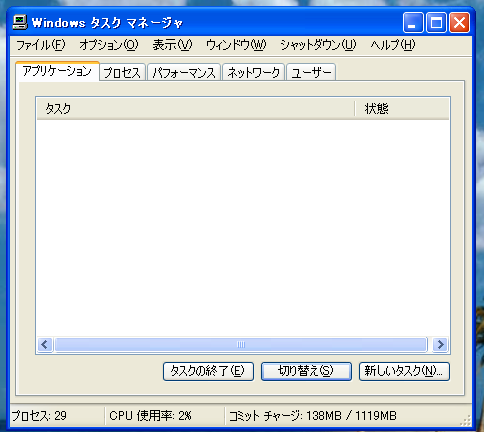 Windows タスク マネージャ
ファイル(F) オプション(O) 表示(V) ウィンドウ(W) シャットダウン(U) ヘルプ(H)
アプリケーション プロセス パフォーマンス ネットワーク ユーザー
タスク 状態
タスクの終了(E) 切り替え(S) 新しいタスク(N)...
プロセス: 29 CPU 使用率: 2% コミット チャージ: 138MB / 1119MB